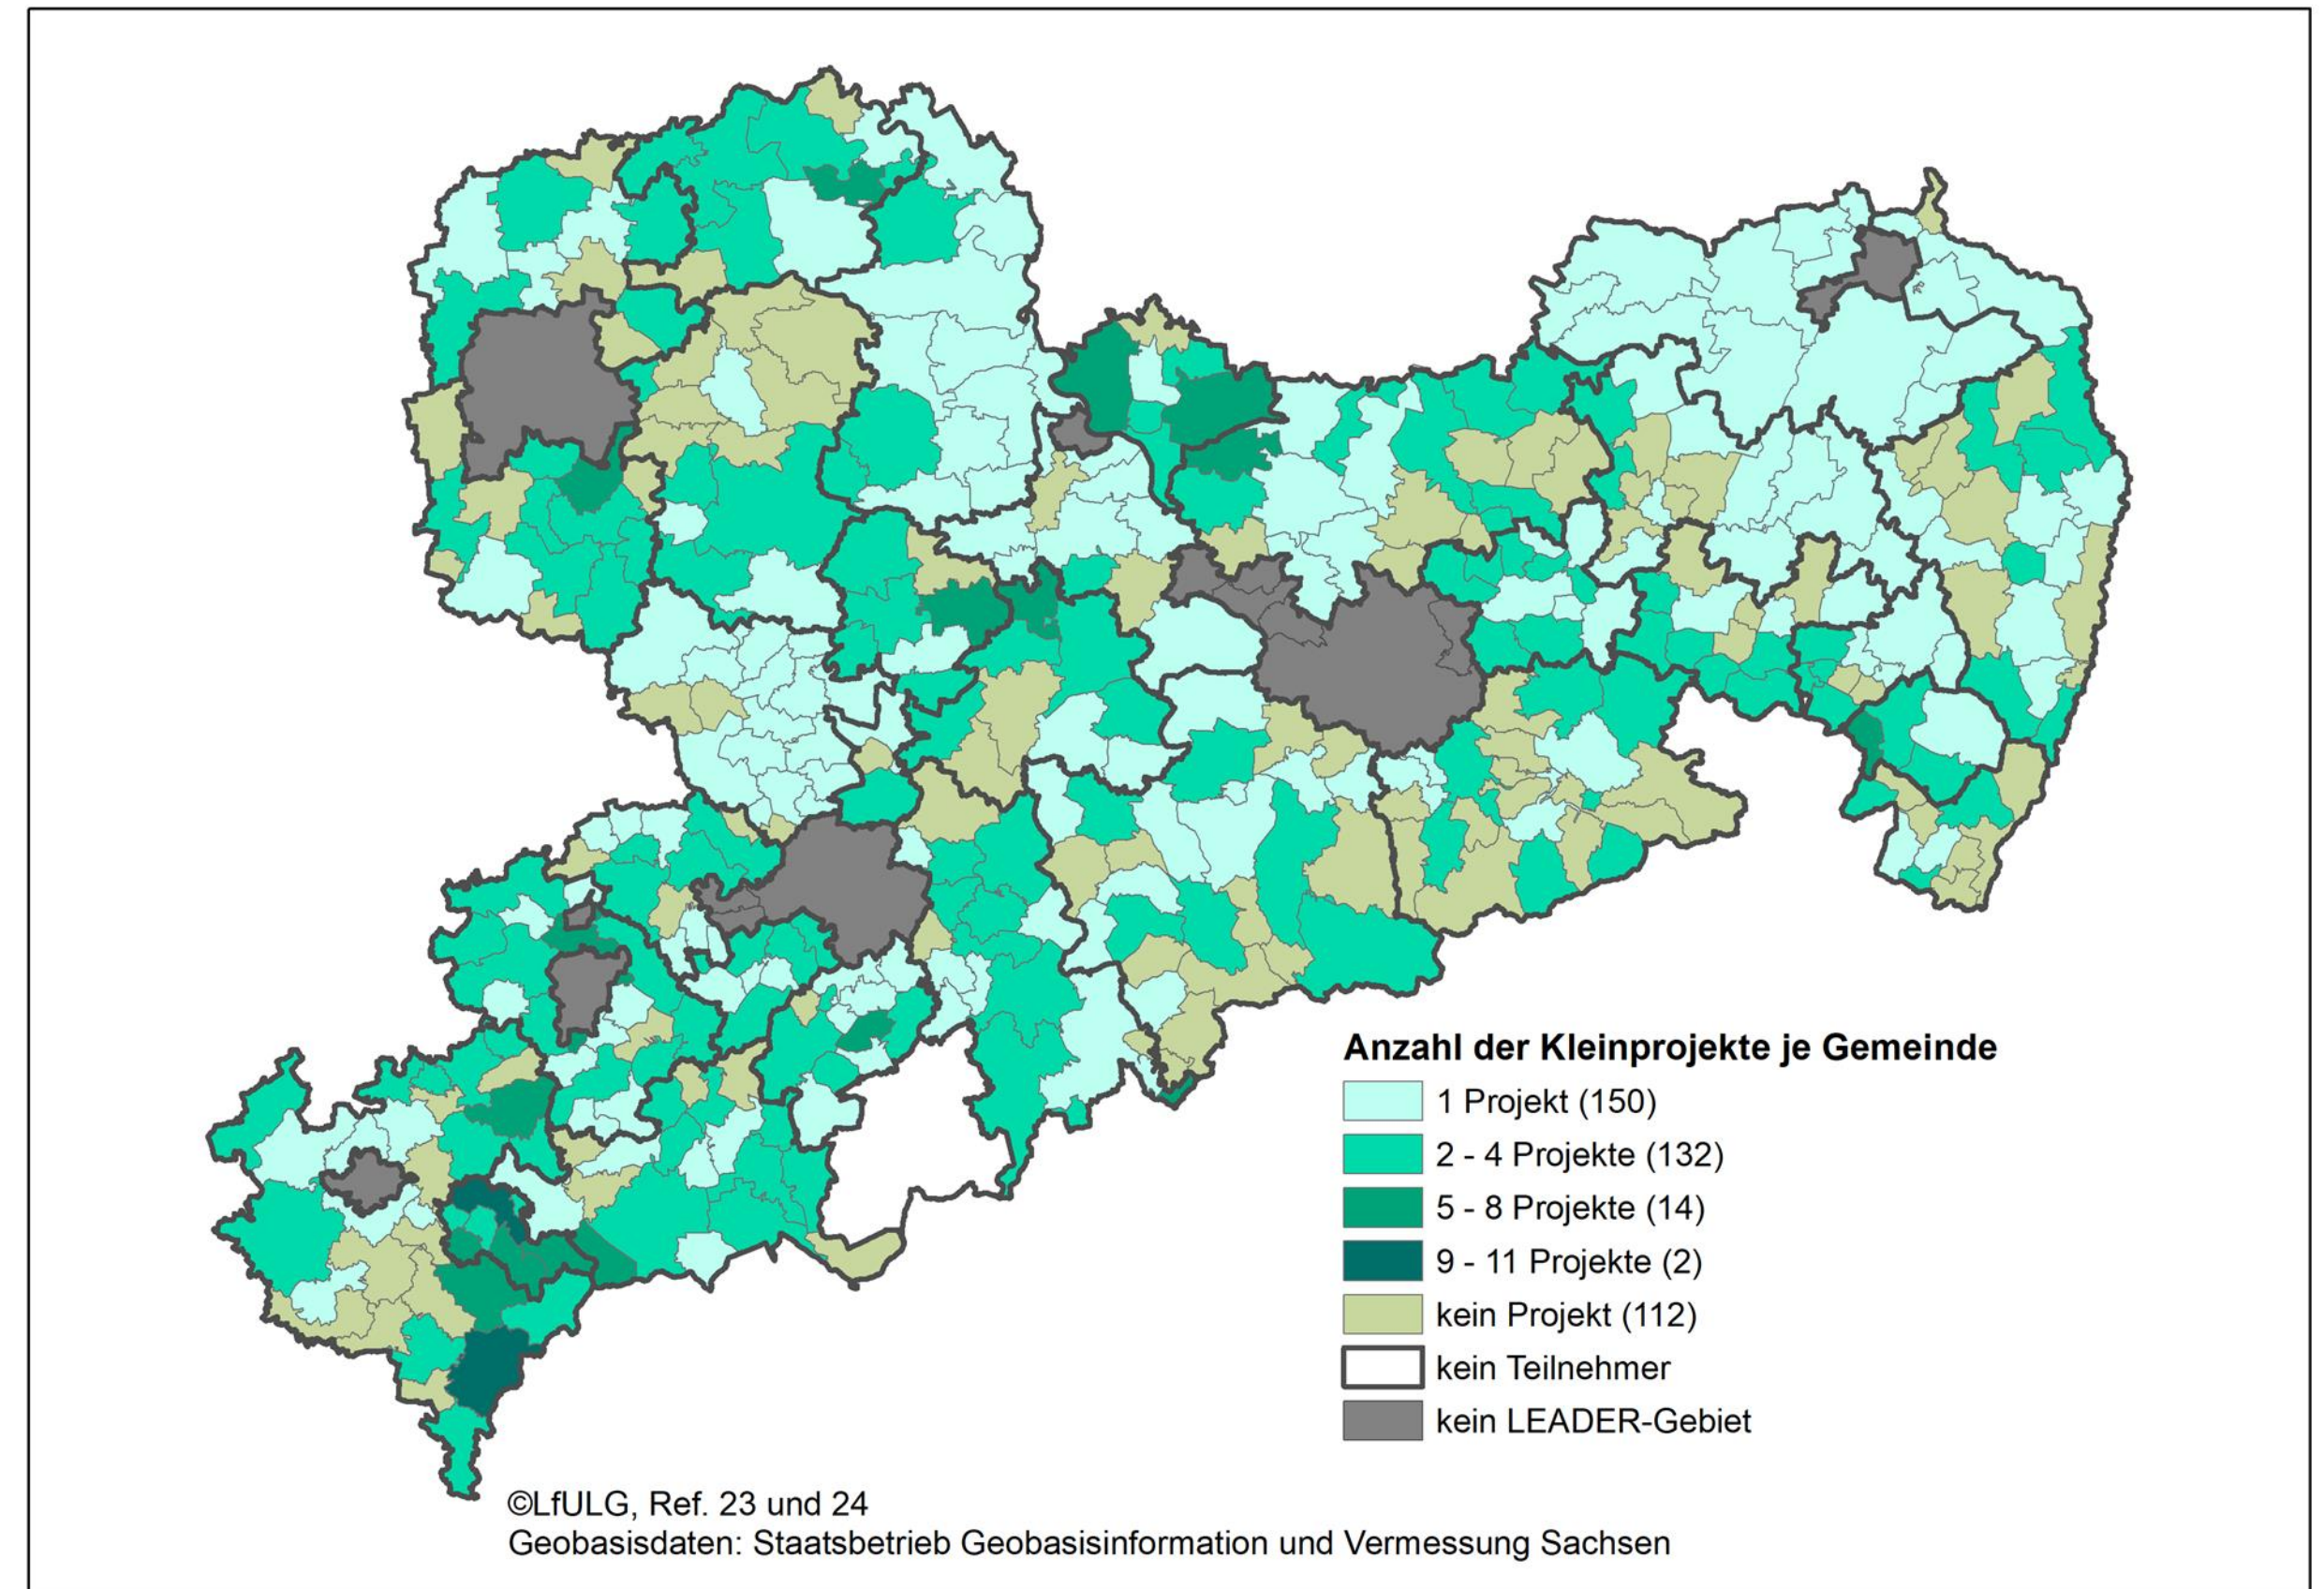 Anzahl der Kleinprojekte je Gemeinde
1 Projekt (150)
2 - 4 Projekte (132)
5 - 8 Projekte (14)
9 - 11 Projekte (2)
kein Projekt (112)
kein Teilnehmer
kein LEADER-Gebiet
©LfULG, Ref. 23 und 24
Geobasisdaten: Staatsbetrieb Geobasisinformation und Vermessung Sachsen